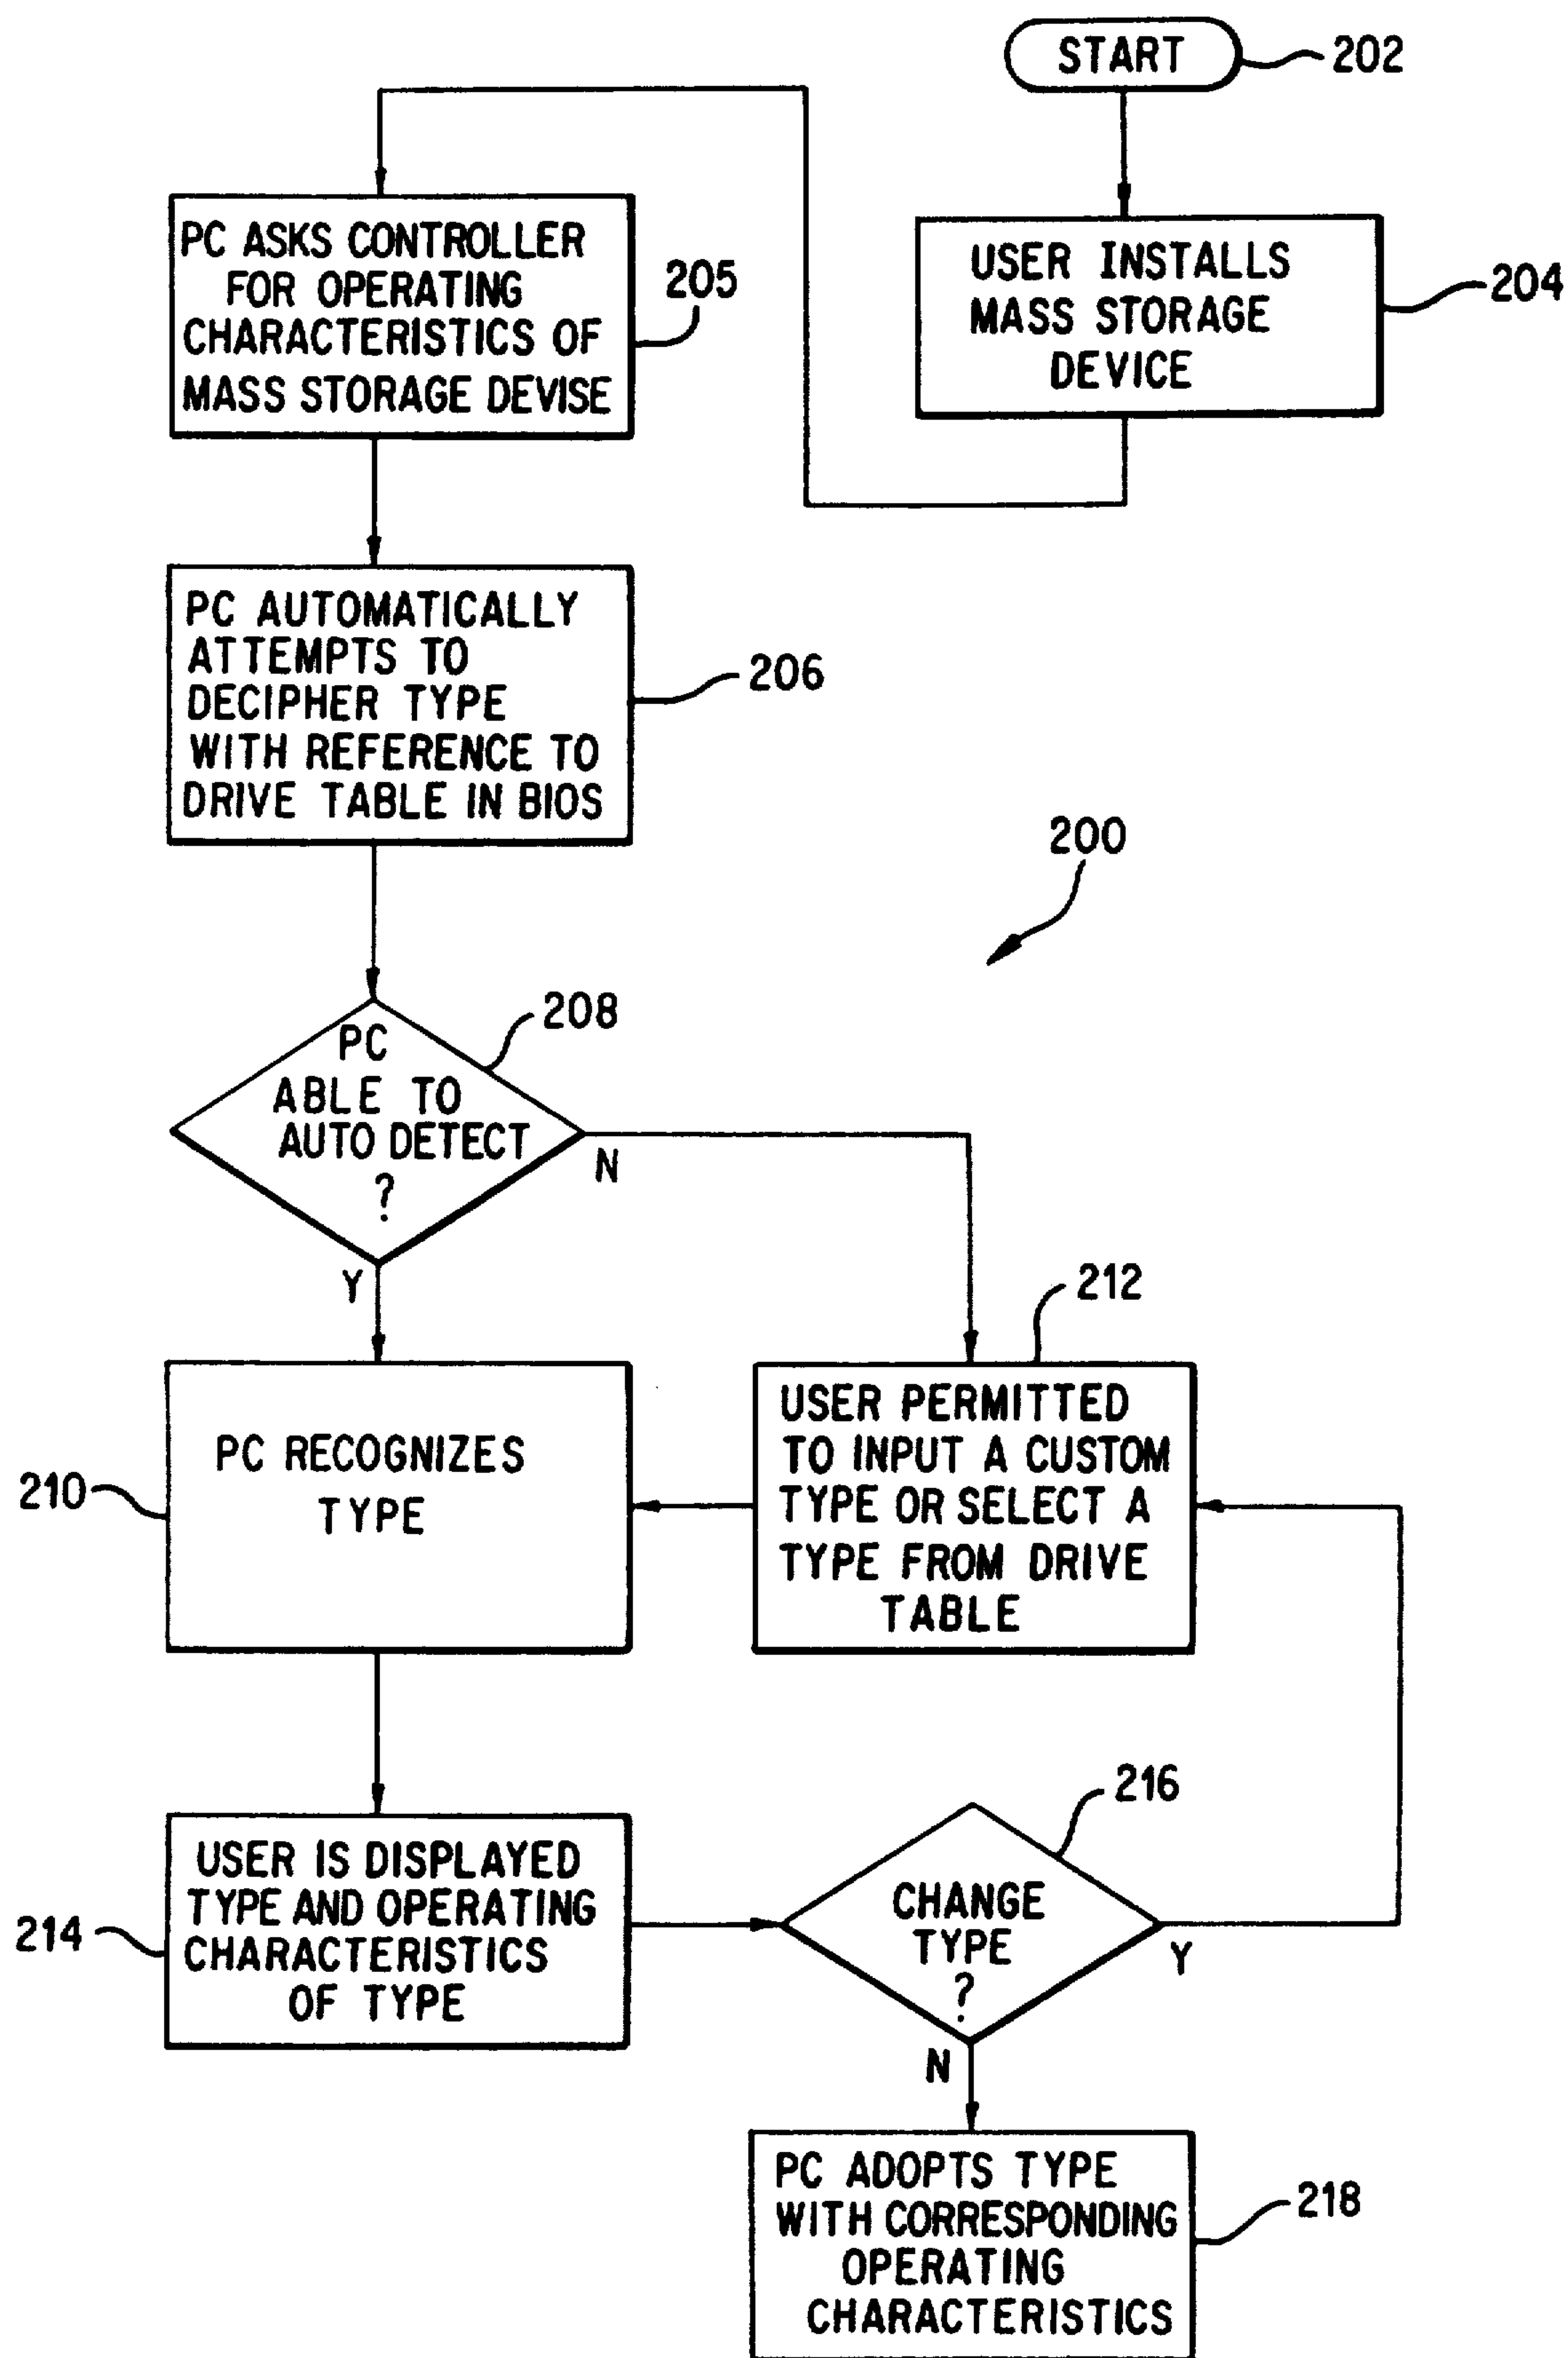 START
202
USER INSTALLS
MASS STORAGE
DEVICE
204
PC ASKS CONTROLLER
FOR OPERATING
CHARACTERISTICS OF
MASS STORAGE DEVISE
205
PC AUTOMATICALLY
ATTEMPTS TO
DECIPHER TYPE
WITH REFERENCE TO
DRIVE TABLE IN BIOS
206
200
PC
ABLE TO
AUTO DETECT
?
208
N
Y
212
USER PERMITTED
TO INPUT A CUSTOM
TYPE OR SELECT A
TYPE FROM DRIVE
TABLE
PC RECOGNIZES
TYPE
210
USER IS DISPLAYED
TYPE AND OPERATING
CHARACTERISTICS
OF TYPE
214
216
CHANGE
TYPE
?
Y
N
PC ADOPTS TYPE
WITH CORRESPONDING
OPERATING
CHARACTERISTICS
218